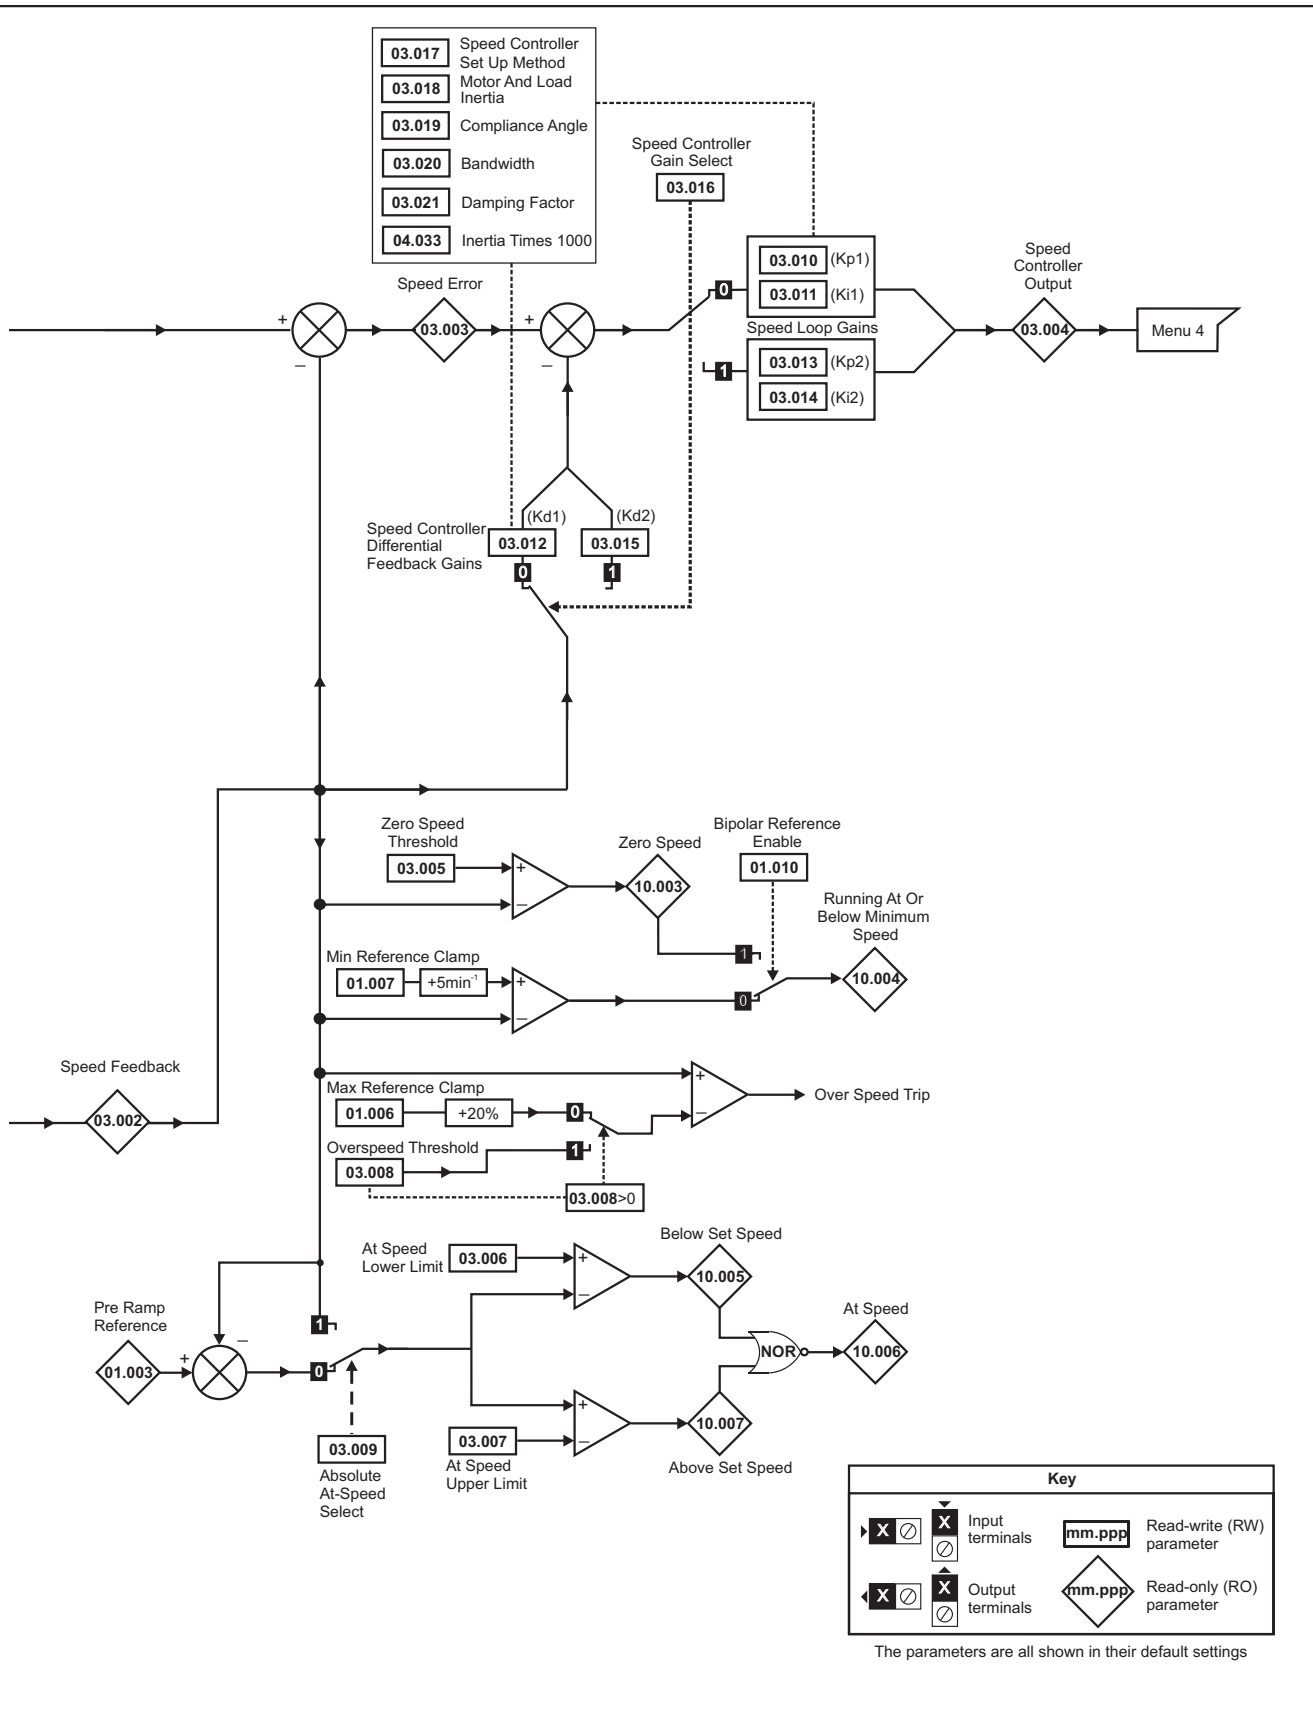 03.017 Speed Controller
Set Up Method
03.018 Motor And Load
Inertia
03.019 Compliance Angle
03.020 Bandwidth
03.021 Damping Factor
04.033 Inertia Times 1000
Speed Controller
Gain Select
03.016
Speed Error
+
03.003
+
–
–
0
03.010 (Kp1)
03.011 (Ki1)
Speed Loop Gains
1
03.013 (Kp2)
03.014 (Ki2)
Speed
Controller
Output
03.004
Menu 4
Speed Controller
Differential
Feedback Gains
(Kd1)
03.012
0
(Kd2)
03.015
1
Zero Speed
Threshold
03.005
+
–
Zero Speed
10.003
Bipolar Reference
Enable
01.010
1
0
Running At Or
Below Minimum
Speed
10.004
Min Reference Clamp
01.007
+5min-1
+
–
Speed Feedback
03.002
Max Reference Clamp
01.006
+20%
0
+
–
Over Speed Trip
Overspeed Threshold
03.008
1
03.008>0
At Speed
Lower Limit
03.006
+
–
Below Set Speed
10.005
Pre Ramp
Reference
01.003
+
–
1
0
03.009
Absolute
At-Speed
Select
NOR
At Speed
10.006
03.007
At Speed
Upper Limit
+
–
10.007
Above Set Speed
Key
X
X
Input
terminals
mm.ppp
Read-write (RW)
parameter
X
X
Output
terminals
mm.ppp
Read-only (RO)
parameter
The parameters are all shown in their default settings